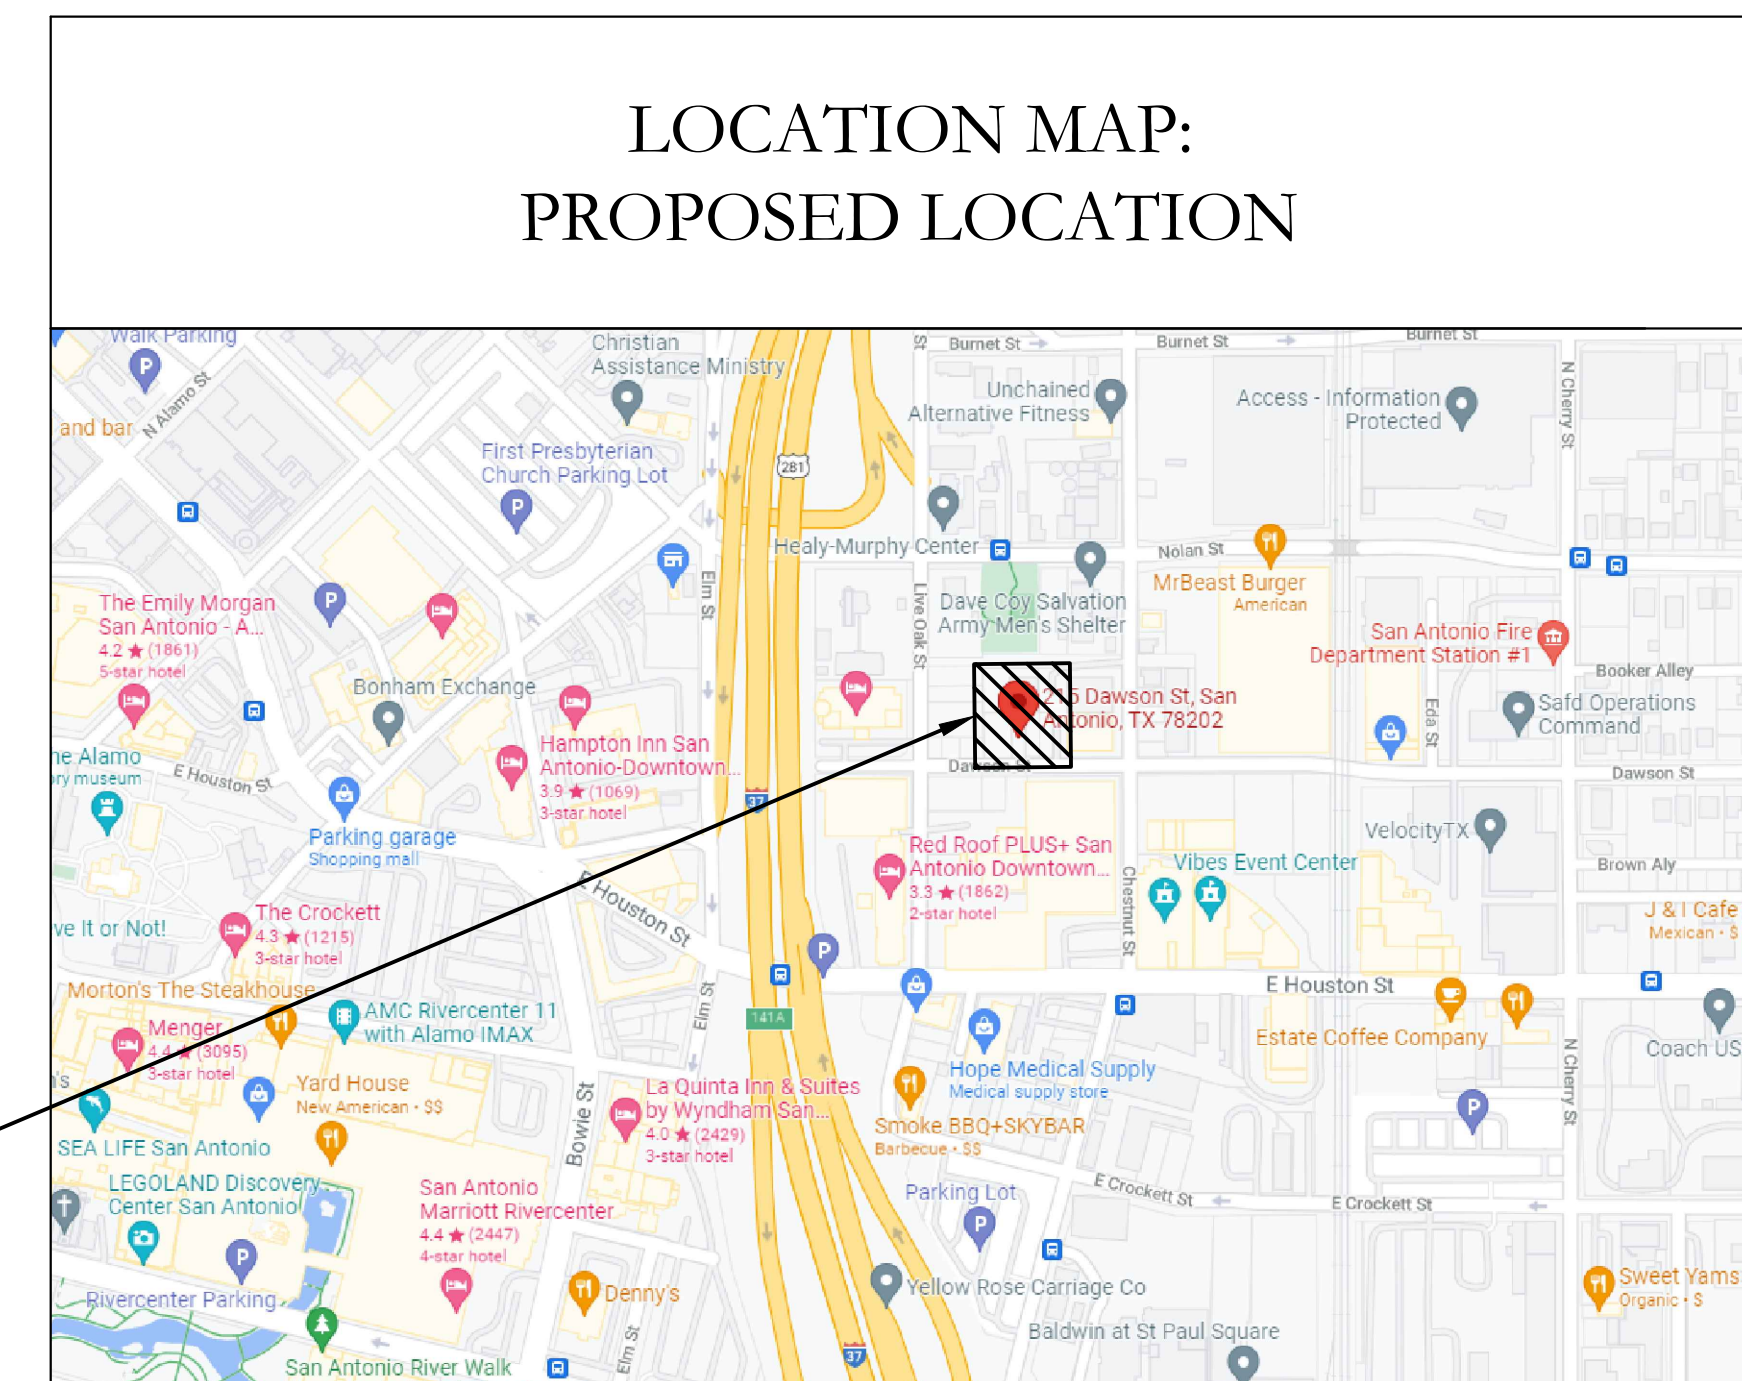 LOCATION MAP:
PROPOSED LOCATION
Walk Parking
P
N Alamo St
and bar
Christian
Assistance Ministry
First Presbyterian
Church Parking Lot
P
281
St
Burnet St
Burnet St
Burnet St
Unchained
Alternative Fitness
Access - Information
Protected
N Cherry St
Healy-Murphy Center
Nolan St
MrBeast Burger
American
Dave Coy Salvation
Army Men's Shelter
Live Oak St
Elm St
The Emily Morgan
San Antonio - A...
4.2 ★ (1861)
5-star hotel
P
Bonham Exchange
San Antonio Fire
Department Station #1
Booker Alley
Safd Operations
Command
Eda St
215 Dawson St, San
Antonio, TX 78202
Dawson St
Dawson St
Hampton Inn San
Antonio-Downtown...
3.9 ★ (1069)
3-star hotel
he Alamo
ory museum
E Houston St
Parking garage
Shopping mall
37
VelocityTX
Brown Aly
Red Roof PLUS+ San
Antonio Downtown...
3.3 ★ (1862)
2-star hotel
Chestnut St
Vibes Event Center
J & I Cafe
Mexican · $
E Houston St
The Crockett
4.3 ★ (1215)
3-star hotel
ve It or Not!
P
E Houston St
Morton's The Steakhouse
AMC Rivercenter 11
with Alamo IMAX
Elm St
141A
Estate Coffee Company
Coach US
Menger
4.4 ★ (3095)
3-star hotel
n's
Hope Medical Supply
Medical supply store
N Cherry St
Yard House
New American · $$
La Quinta Inn & Suites
by Wyndham San...
4.0 ★ (2429)
3-star hotel
Bowie St
Smoke BBQ+SKYBAR
Barbecue · $$
P
SEA LIFE San Antonio
LEGOLAND Discovery
Center San Antonio
San Antonio
Marriott Rivercenter
4.4 ★ (2447)
4-star hotel
Parking Lot
P
E Crockett St
E Crockett St
P
Rivercenter Parking
Denny's
Yellow Rose Carriage Co
Sweet Yams
Organic · $
Elm St
37
Baldwin at St Paul Square
San Antonio River Walk